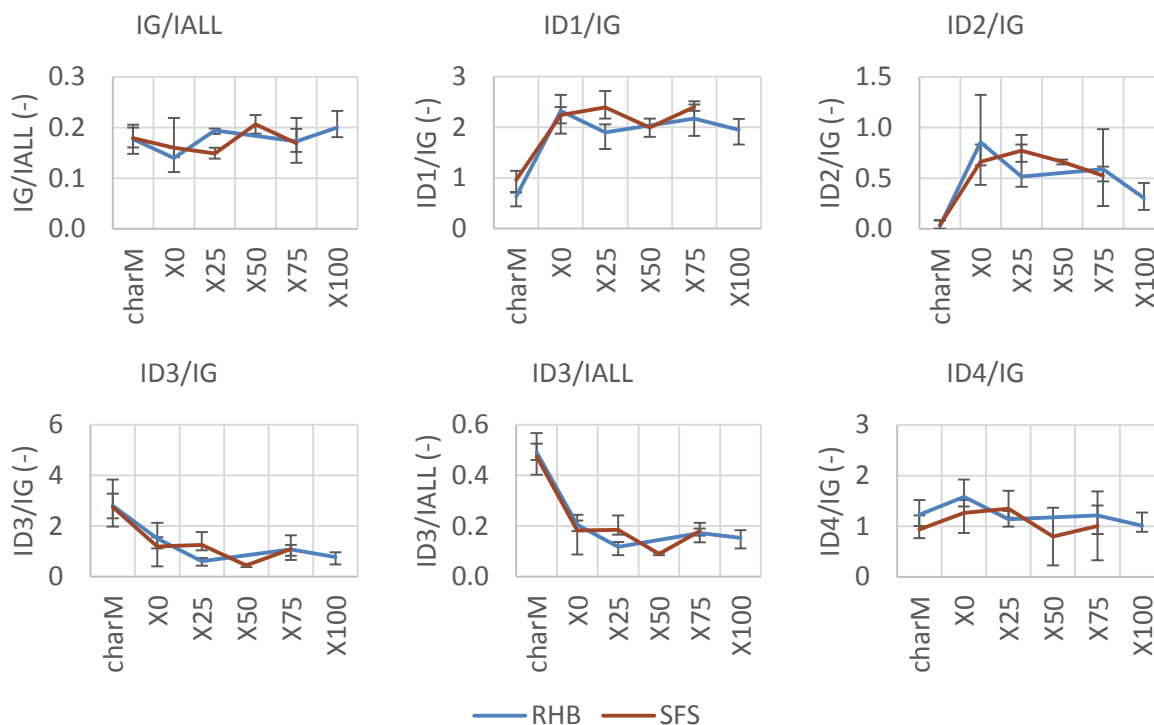 IG/IALL
IG/IALL (-)
0.3
0.2
0.1
0.0
charM
X0
X25
X50
X75
X100
ID1/IG
ID1/IG (-)
3
2
1
0
charM
X0
X25
X50
X75
X100
ID2/IG
ID2/IG (-)
1.5
1.0
0.5
0.0
charM
X0
X25
X50
X75
X100
ID3/IG
ID3/IG (-)
6
4
2
0
charM
X0
X25
X50
X75
X100
ID3/IALL
ID3/IALL (-)
0.6
0.4
0.2
0.0
charM
X0
X25
X50
X75
X100
ID4/IG
ID4/IG (-)
3
2
1
0
charM
X0
X25
X50
X75
X100
RHB SFS